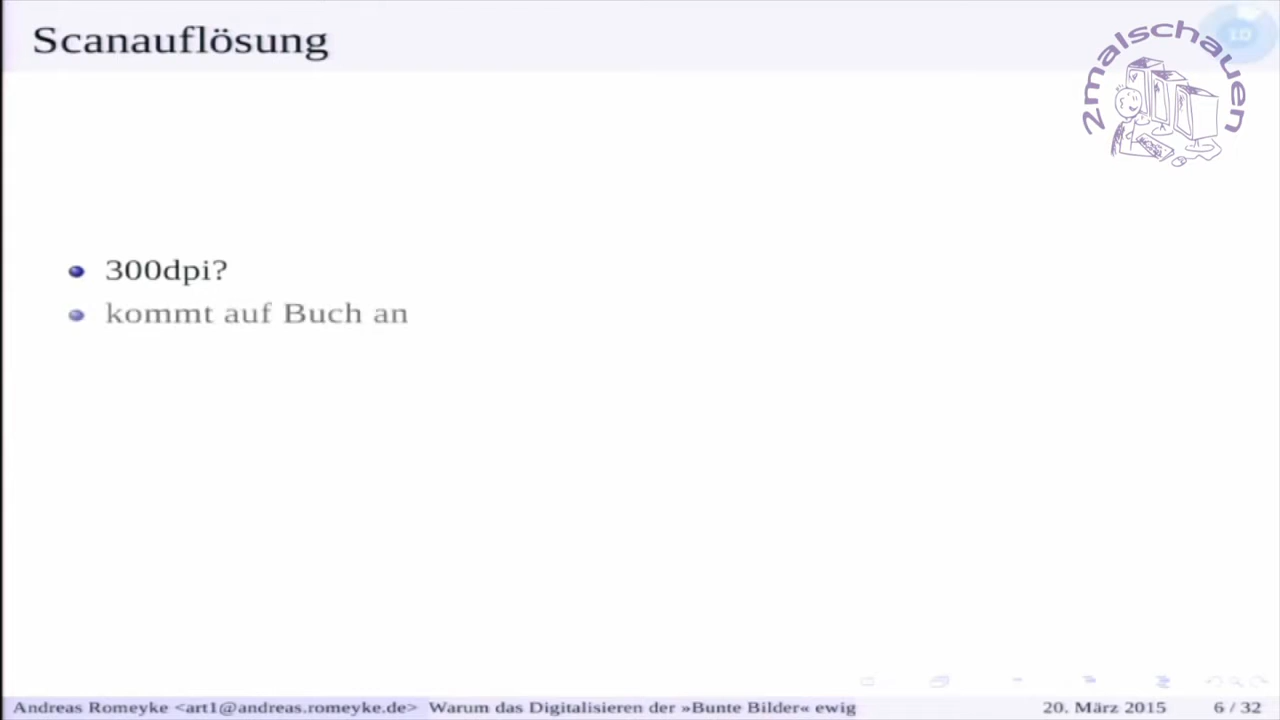 Scanauflösung
2malschauen
300dpi?
kommt auf Buch an
Andreas Romeyke <art1@andreas.romeyke.de> Warum das Digitalisieren der »Bunte Bilder« ewig 20. März 2015 6 / 32